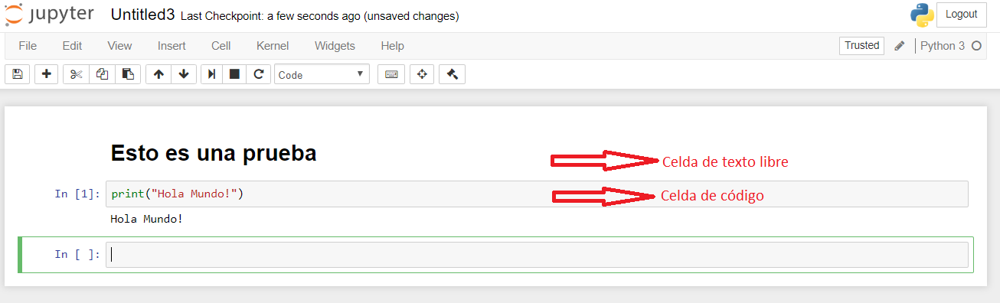 jupyter Untitled3 Last Checkpoint: a few seconds ago (unsaved changes) Logout
File Edit View Insert Cell Kernel Widgets Help Trusted Python 3
Code
Esto es una prueba
Celda de texto libre
In [1]: print("Hola Mundo!")
Celda de código
Hola Mundo!
In [ ]: